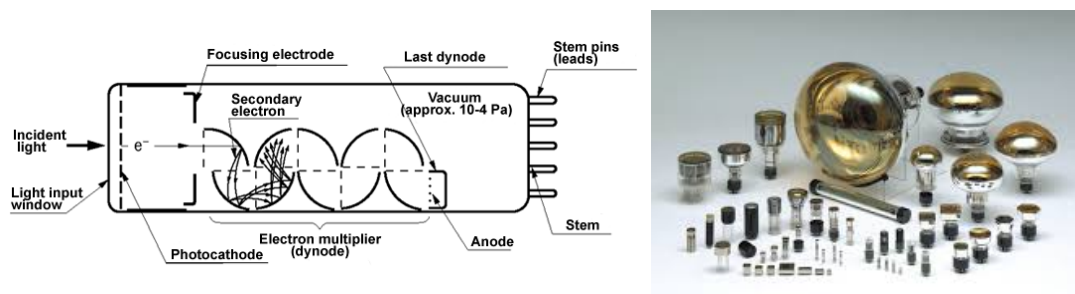 Focusing electrode
Last dynode
Stem pins
(leads)
Secondary
electron
Vacuum
(approx. 10-4 Pa)
Incident
light
e⁻
Light input
window
Photocathode
Electron multiplier
(dynode)
Anode
Stem